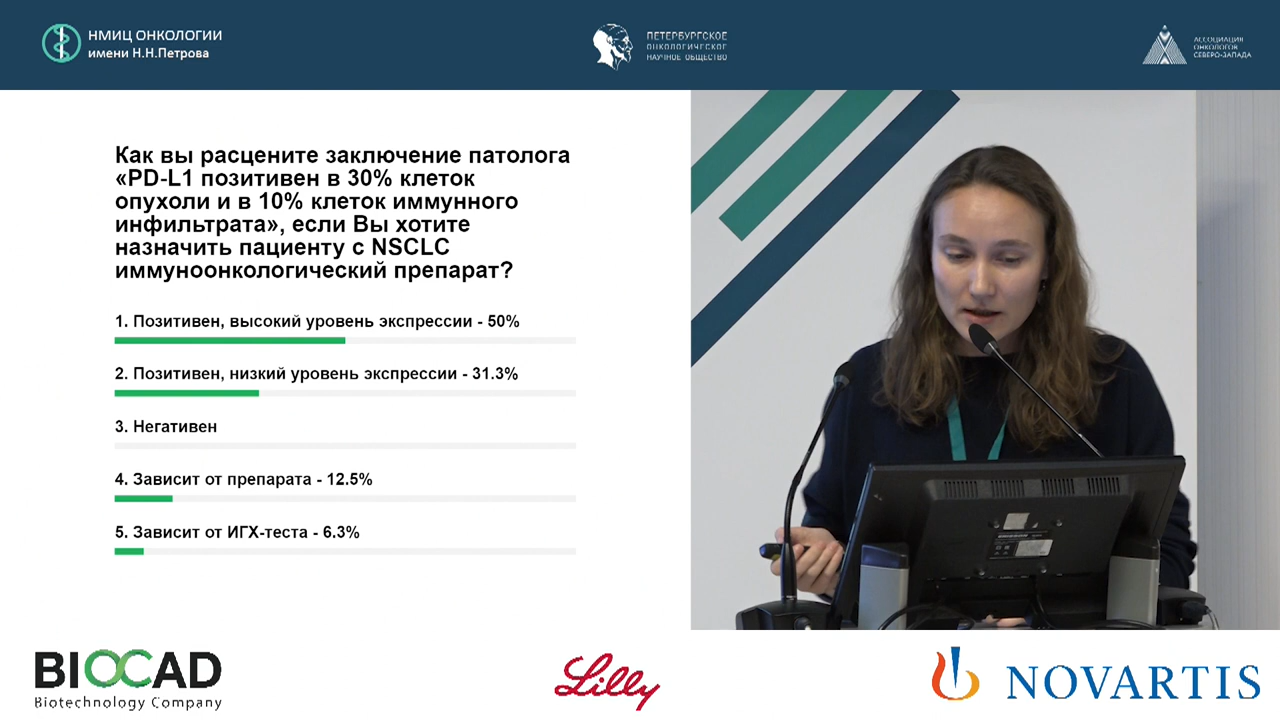 НМИЦ ОНКОЛОГИИ
имени Н.Н.Петрова
ПЕТЕРБУРГСКОЕ
ОНКОЛОГИЧЕСКОЕ
НАУЧНОЕ ОБЩЕСТВО
АССОЦИАЦИЯ
ОНКОЛОГОВ
СЕВЕРО-ЗАПАДА
Как вы расцените заключение патолога
«PD-L1 позитивен в 30% клеток
опухоли и в 10% клеток иммунного
инфильтрата», если Вы хотите
назначить пациенту с NSCLC
иммуноонкологический препарат?
1. Позитивен, высокий уровень экспрессии - 50%
2. Позитивен, низкий уровень экспрессии - 31.3%
3. Негативен
4. Зависит от препарата - 12.5%
5. Зависит от ИГХ-теста - 6.3%
BIOCAD
Biotechnology Company
Lilly
NOVARTIS